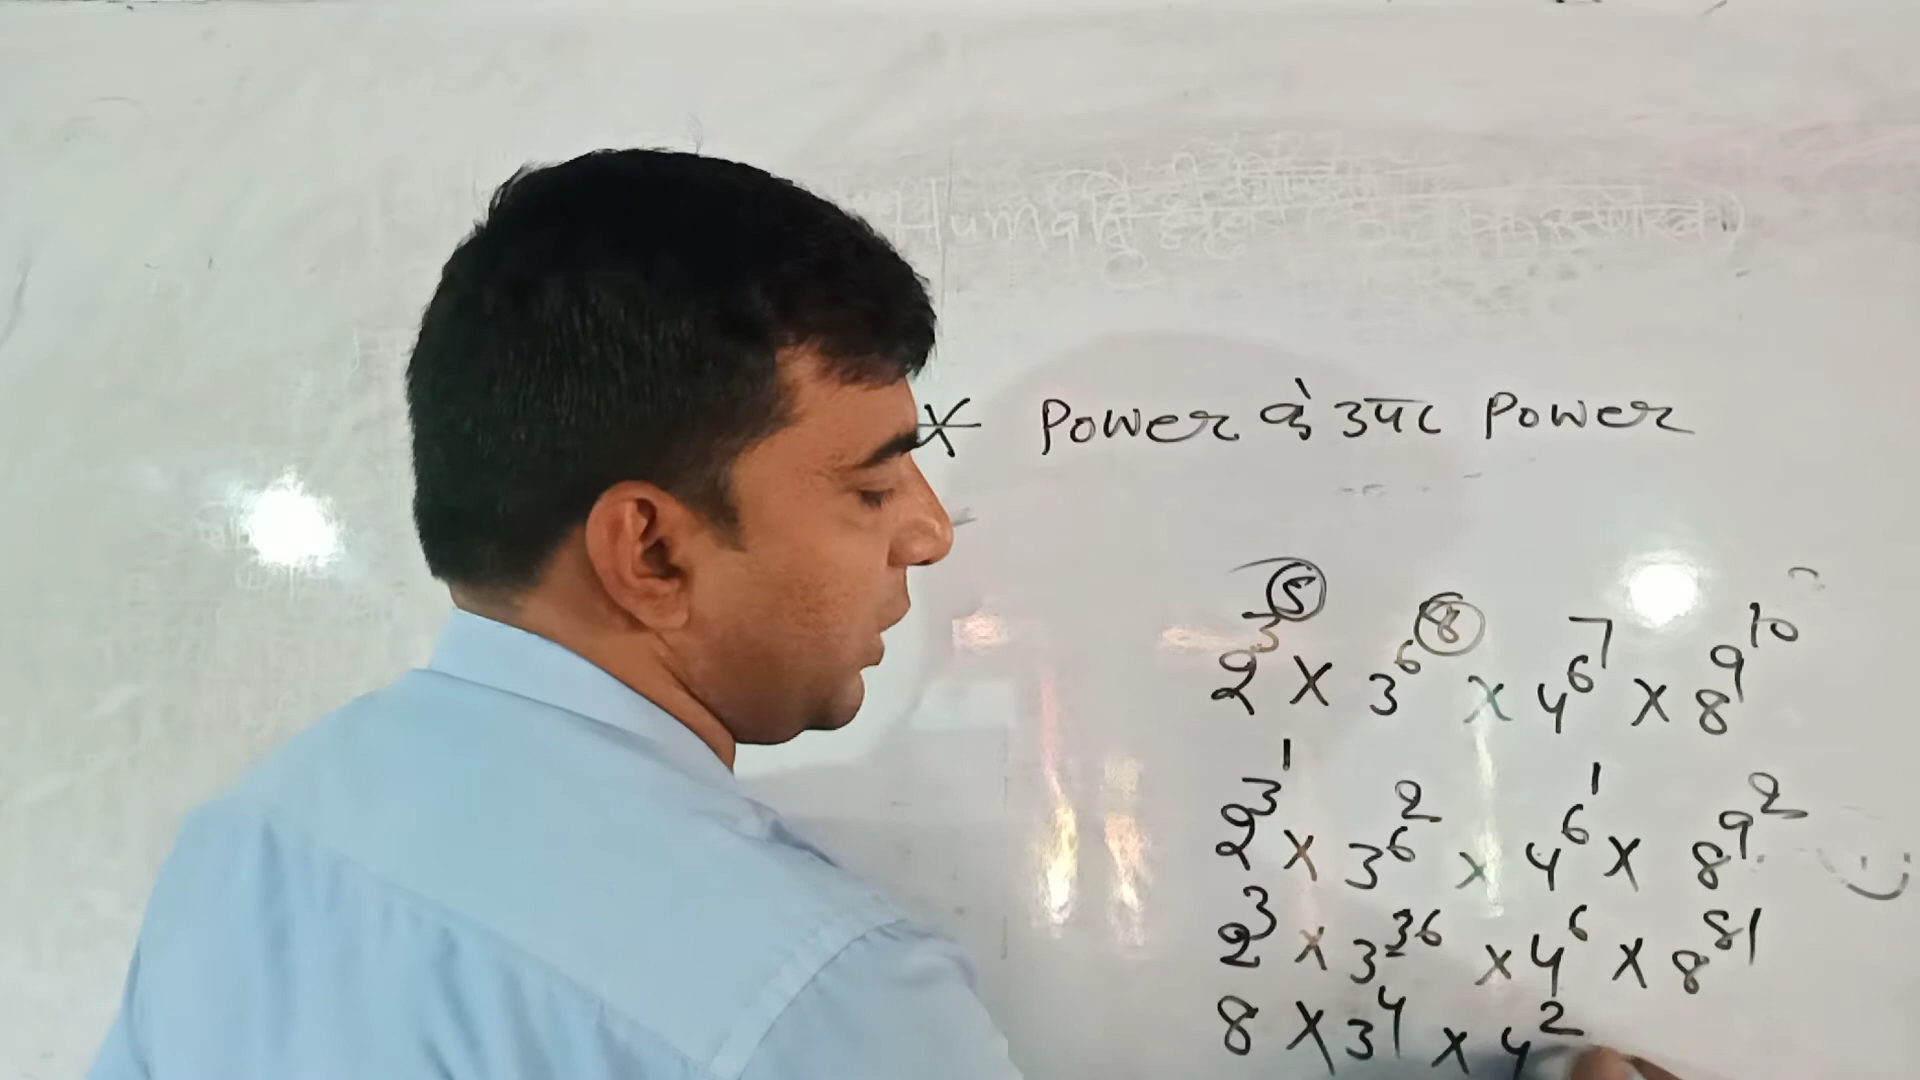 Human
* Power के उपर Power
2^3^5 × 3^6^8 × 4^6^7 × 8^9^10
2^3^1 × 3^6^2 × 4^6^1 × 8^9^2
2^3 × 3^36 × 4^6 × 8^81
8 × 3^4 × 4^2